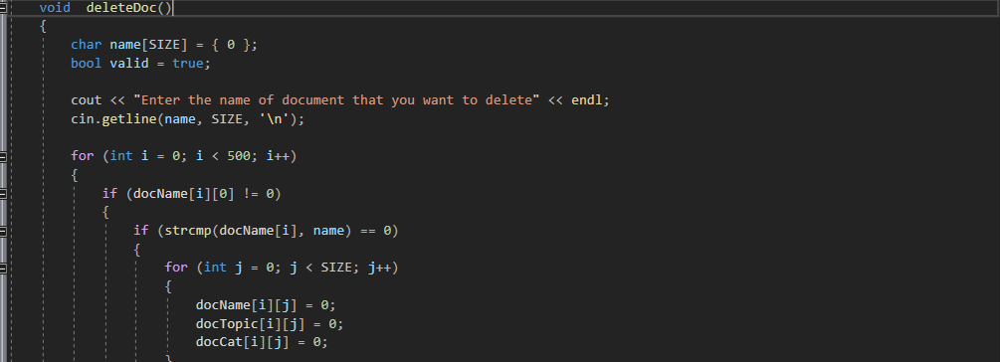 void  deleteDoc()
{
char name[SIZE] = { 0 };
bool valid = true;
cout << "Enter the name of document that you want to delete" << endl;
cin.getline(name, SIZE, '\n');
for (int i = 0; i < 500; i++)
{
if (docName[i][0] != 0)
{
if (strcmp(docName[i], name) == 0)
{
for (int j = 0; j < SIZE; j++)
{
docName[i][j] = 0;
docTopic[i][j] = 0;
docCat[i][j] = 0;
}